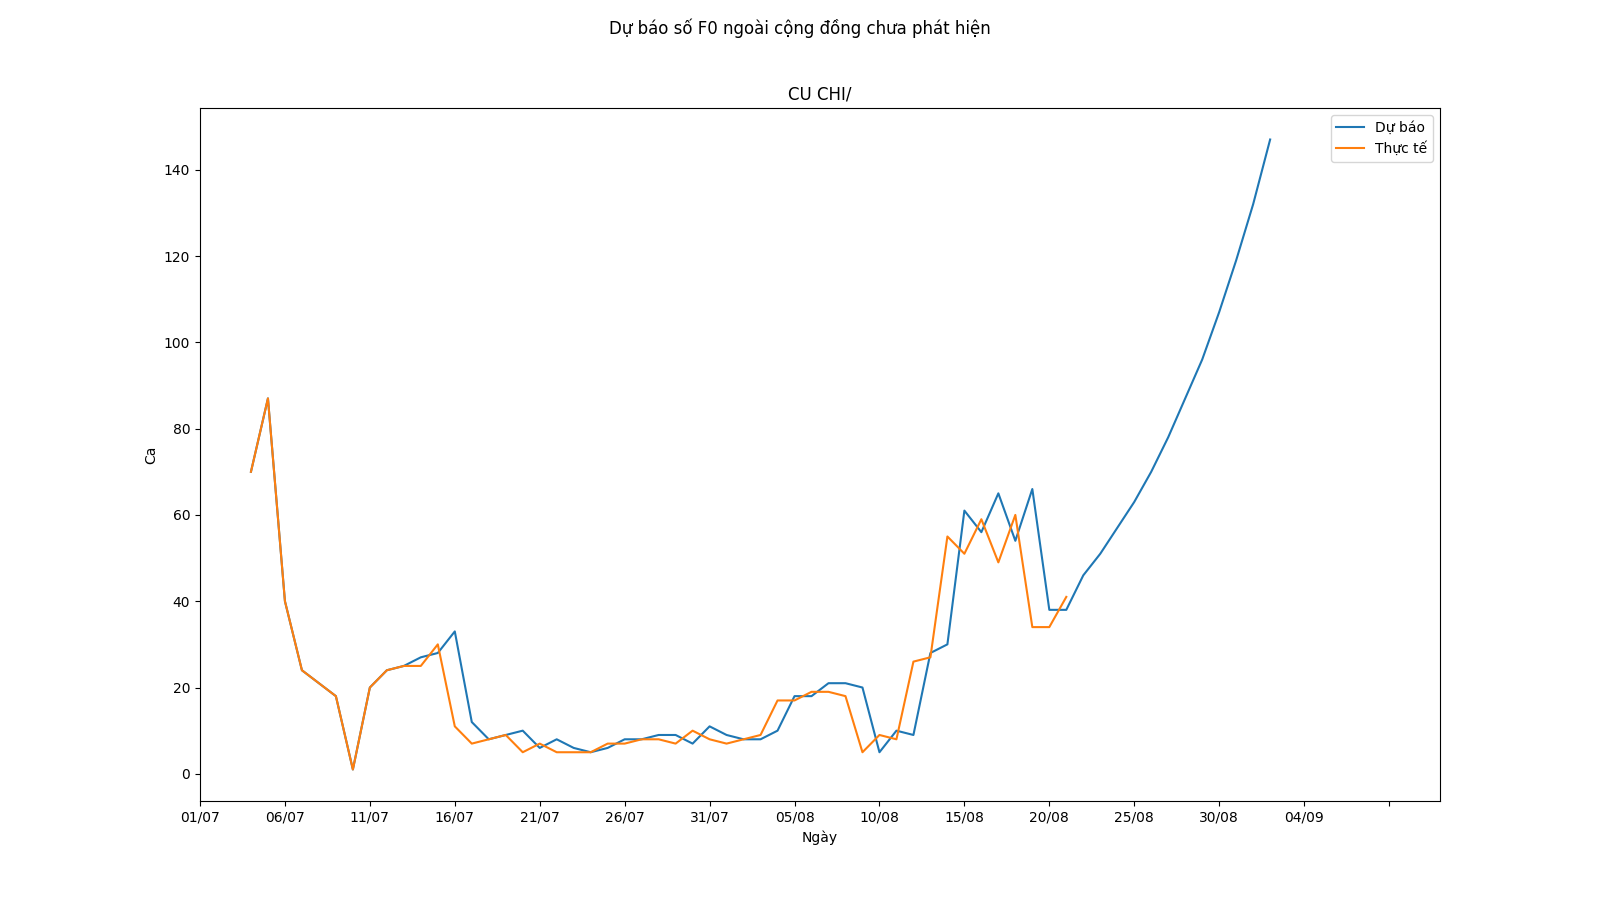 Dự báo số F0 ngoài cộng đồng chưa phát hiện
CU CHI/
Dự báo
Thực tế
140
120
100
80
60
40
20
0
Ca
01/07 06/07 11/07 16/07 21/07 26/07 31/07 05/08 10/08 15/08 20/08 25/08 30/08 04/09
Ngày